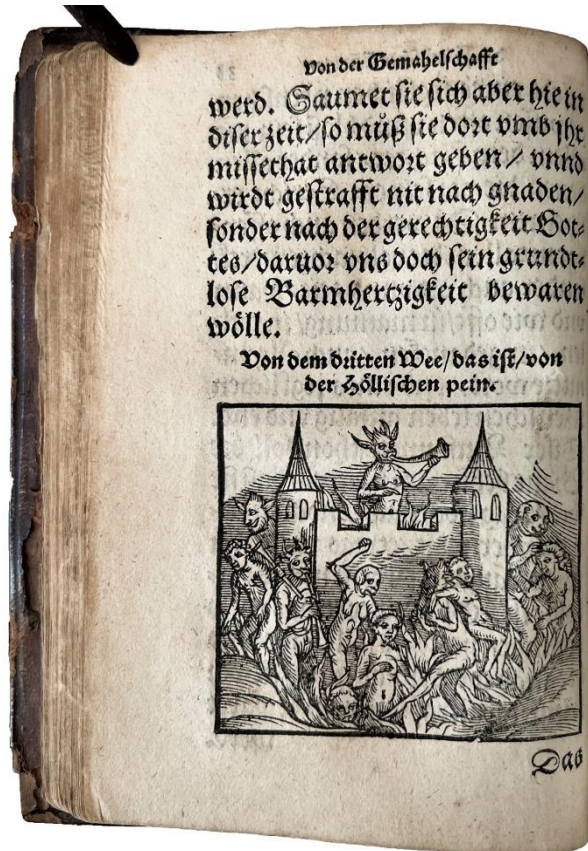 Von der Gemahelschafft
werd. Saumet sie sich aber hie in
diser zeit/so můß sie dort vmb jhr
missethat antwort geben/ vnnd
wirdt gestrafft nit nach gnaden/
sonder nach der gerechtigkeit Got⸗
tes/daruor vns doch sein grundt⸗
lose Barmhertzigkeit bewaren
wölle.
Von dem dritten Wee/das ist/von
der Höllischen pein.
Das